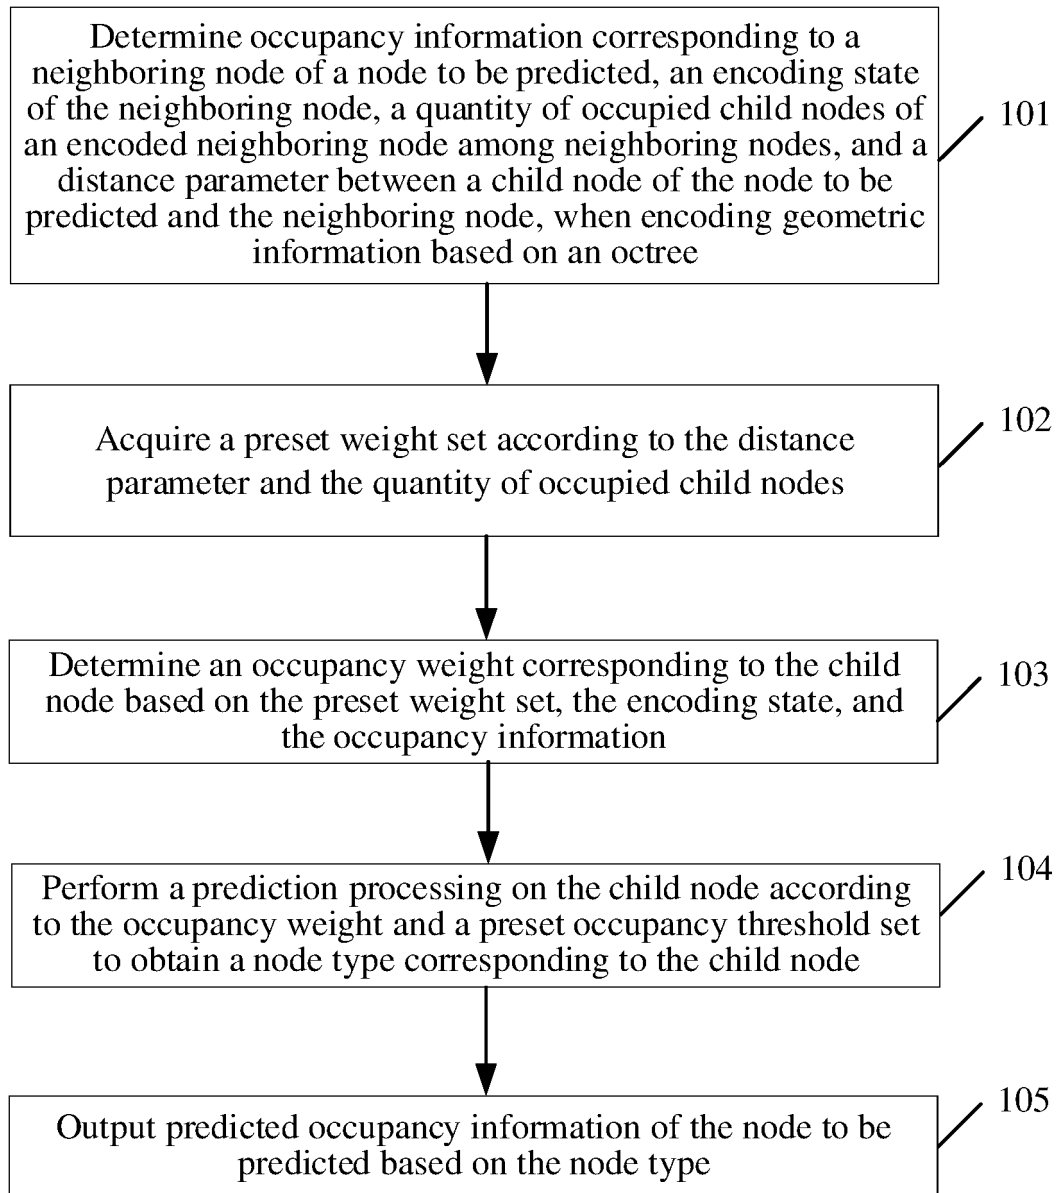 Determine occupancy information corresponding to a
neighboring node of a node to be predicted, an encoding state
of the neighboring node, a quantity of occupied child nodes of
an encoded neighboring node among neighboring nodes, and a
distance parameter between a child node of the node to be
predicted and the neighboring node, when encoding geometric
information based on an octree
101
Acquire a preset weight set according to the distance
parameter and the quantity of occupied child nodes
102
Determine an occupancy weight corresponding to the child
node based on the preset weight set, the encoding state, and
the occupancy information
103
Perform a prediction processing on the child node according
to the occupancy weight and a preset occupancy threshold set
to obtain a node type corresponding to the child node
104
Output predicted occupancy information of the node to be
predicted based on the node type
105